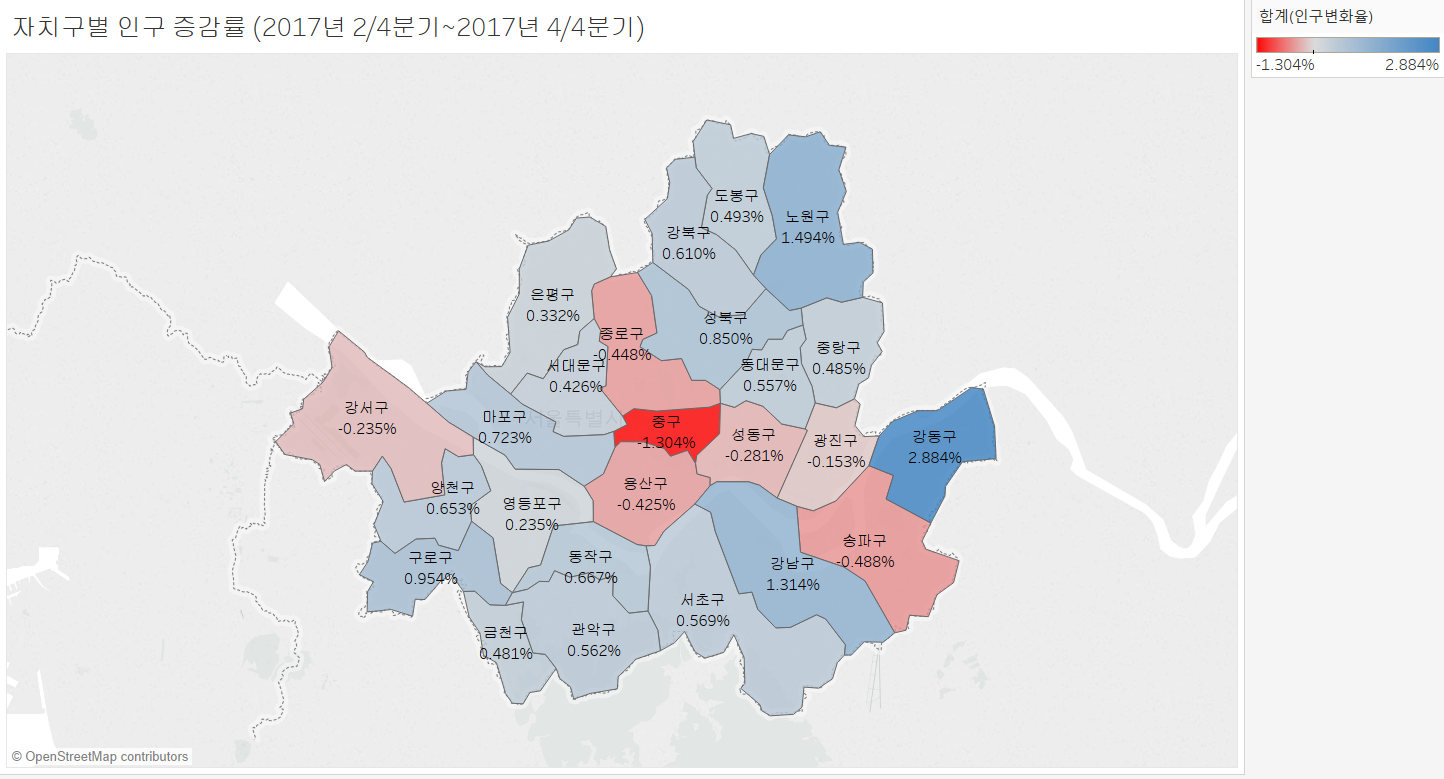 자치구별 인구 증감률 (2017년 2/4분기~2017년 4/4분기)
합계(인구변화율)
-1.304%
2.884%
도봉구
0.493%
노원구
1.494%
강북구
0.610%
은평구
0.332%
종로구
-0.448%
성북구
0.850%
중랑구
0.485%
서대문구
0.426%
동대문구
0.557%
강서구
-0.235%
마포구
0.723%
서울특별시
중구
-1.304%
성동구
-0.281%
광진구
-0.153%
강동구
2.884%
양천구
0.653%
영등포구
0.235%
용산구
-0.425%
구로구
0.954%
동작구
0.667%
강남구
1.314%
송파구
-0.488%
서초구
0.569%
금천구
0.481%
관악구
0.562%
© OpenStreetMap contributors